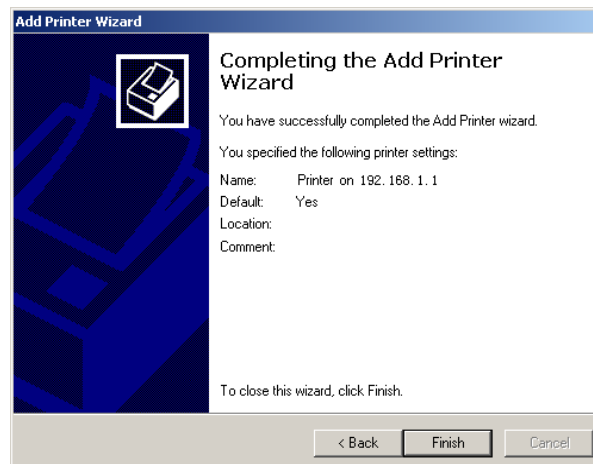 Add Printer Wizard
Completing the Add Printer
Wizard
You have successfully completed the Add Printer wizard.
You specified the following printer settings:
Name: Printer on 192. 168. 1. 1
Default: Yes
Location:
Comment:
To close this wizard, click Finish.
< Back Finish Cancel